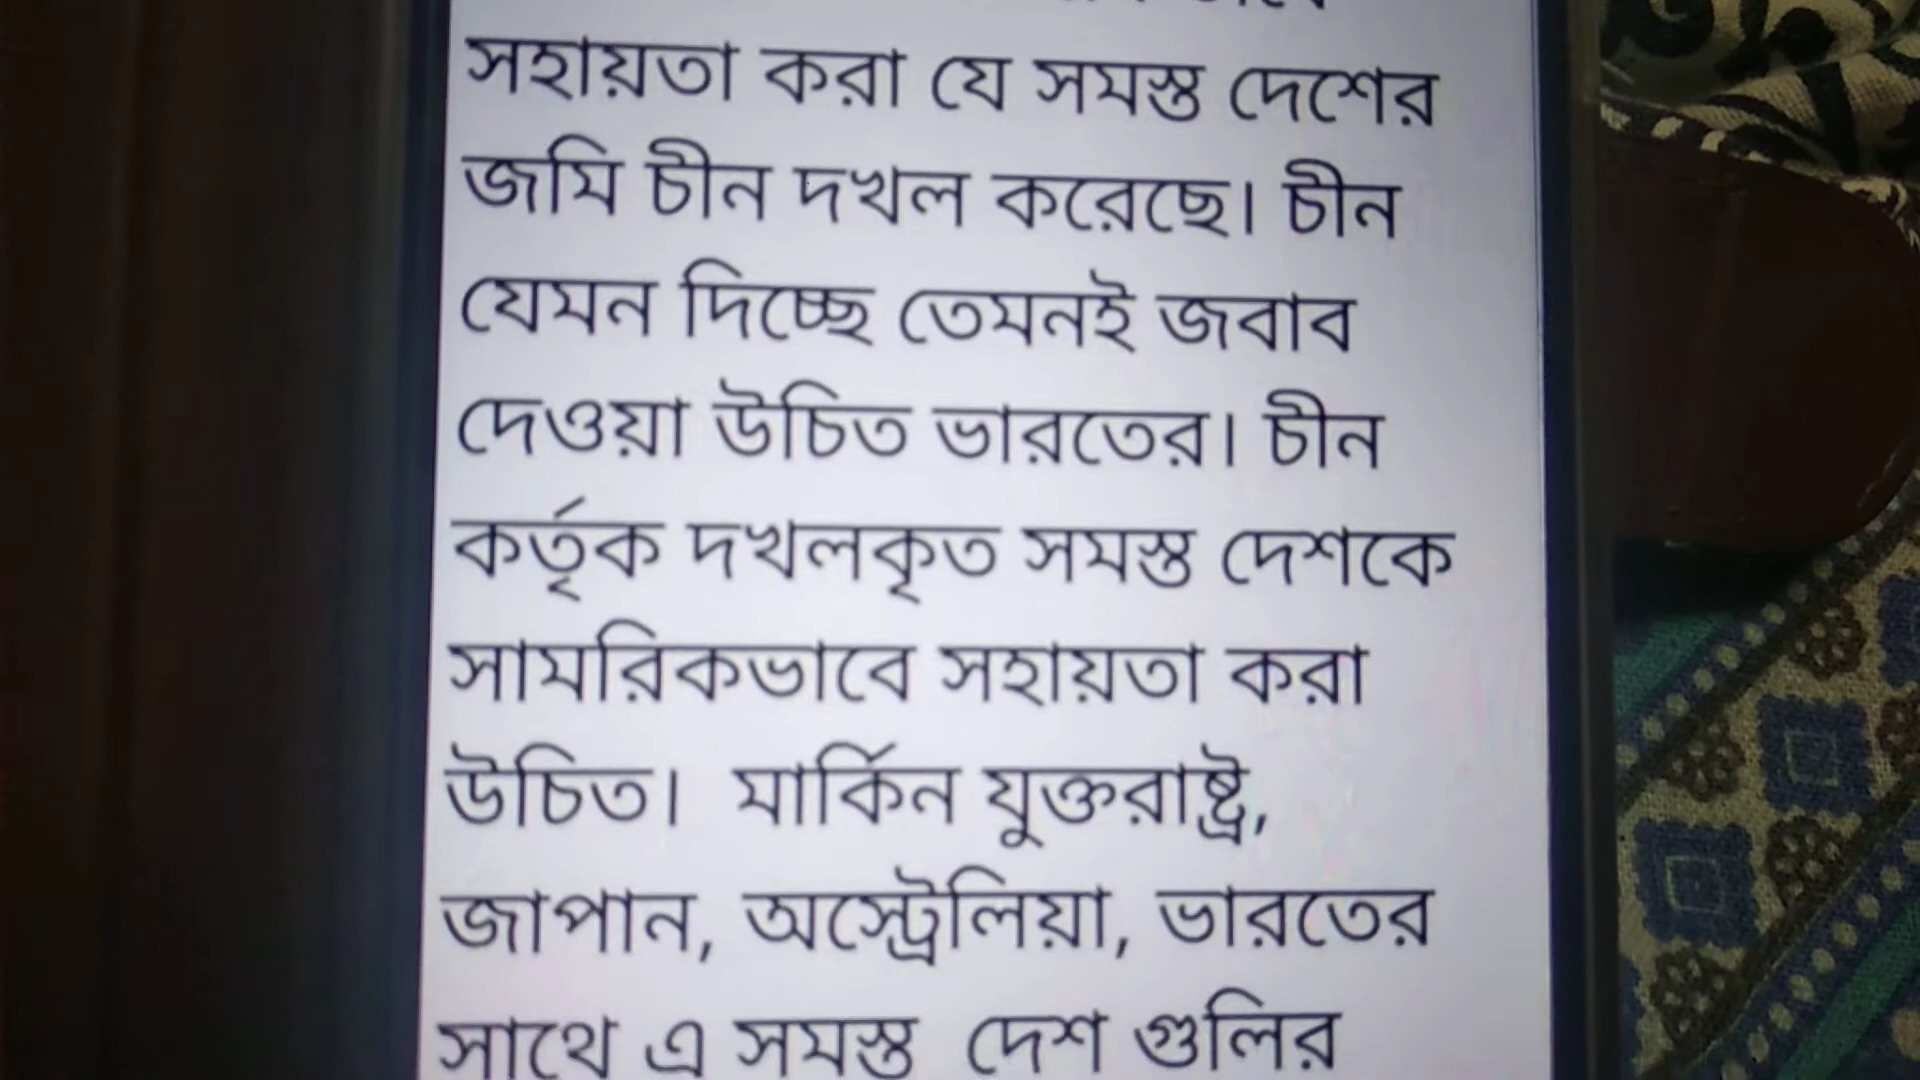 সহায়তা করা যে সমস্ত দেশের
জমি চীন দখল করেছে। চীন
যেমন দিচ্ছে তেমনই জবাব
দেওয়া উচিত ভারতের। চীন
কর্তৃক দখলকৃত সমস্ত দেশকে
সামরিকভাবে সহায়তা করা
উচিত। মার্কিন যুক্তরাষ্ট্র,
জাপান, অস্ট্রেলিয়া, ভারতের
সাথে এ সমস্ত দেশ গুলির